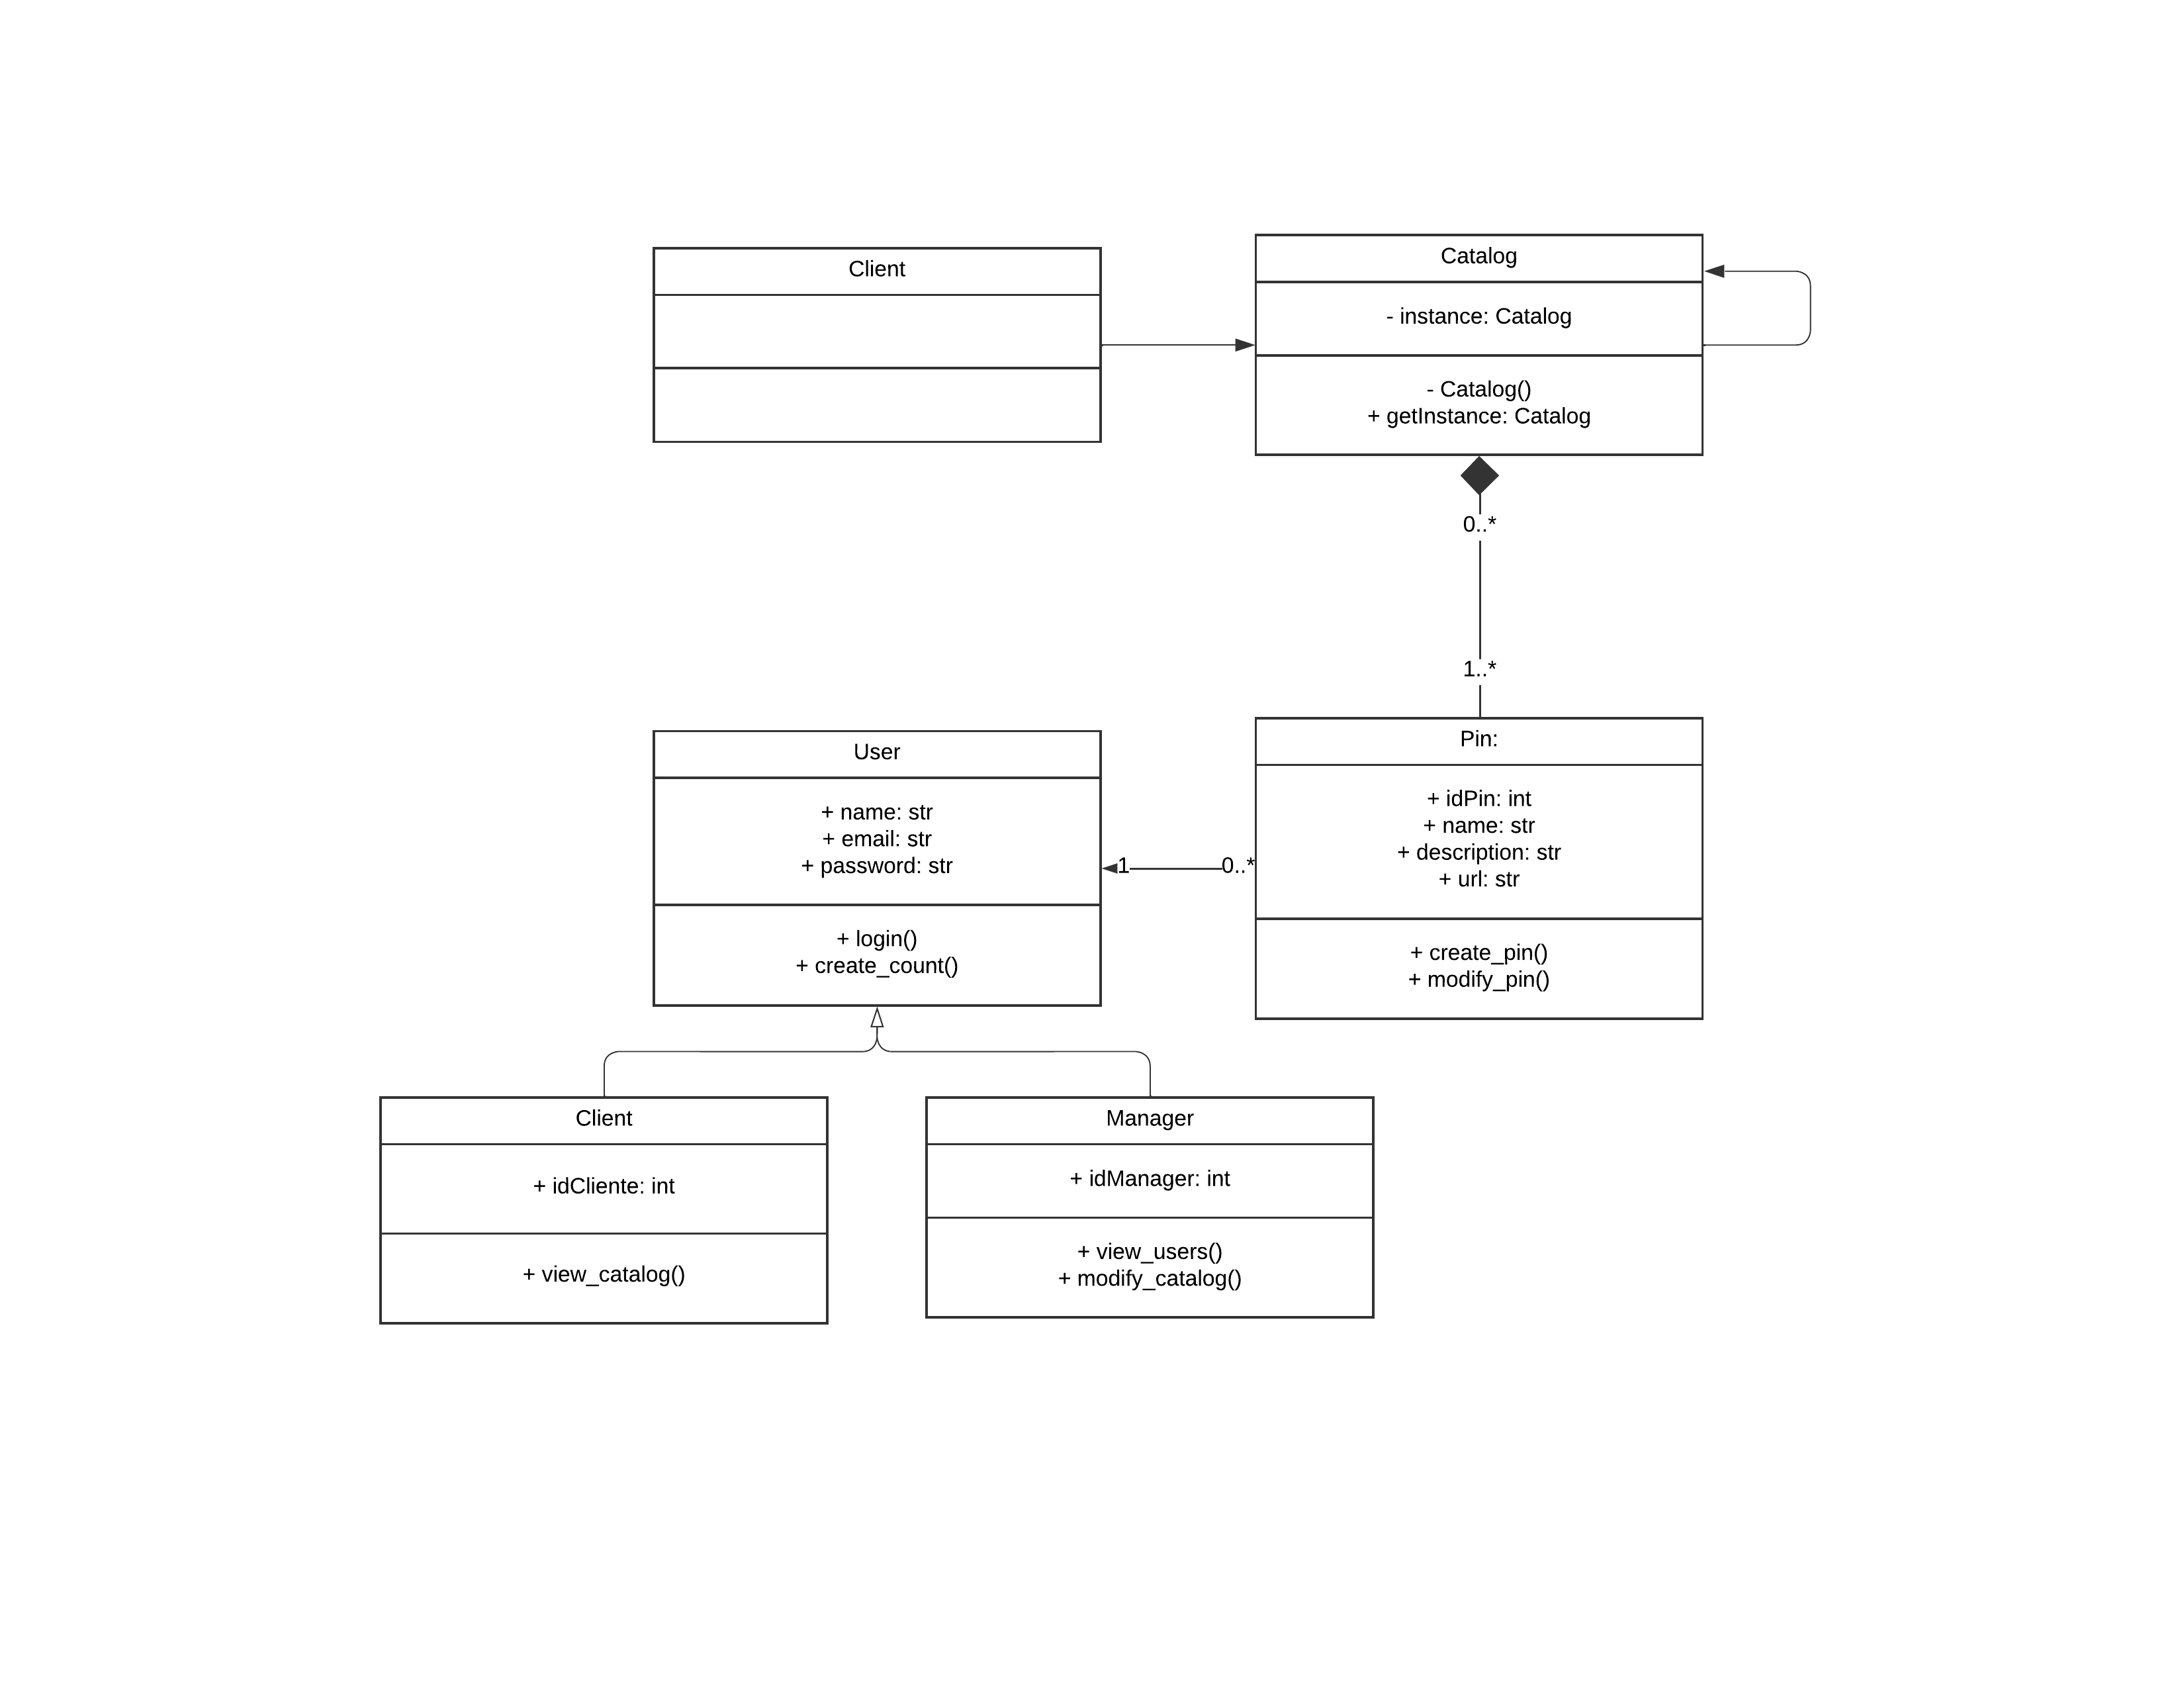 Client
Catalog
- instance: Catalog
- Catalog()
+ getInstance: Catalog
0..*
1..*
User
+ name: str
+ email: str
+ password: str
+ login()
+ create_count()
1
0..*
Pin:
+ idPin: int
+ name: str
+ description: str
+ url: str
+ create_pin()
+ modify_pin()
Client
+ idCliente: int
+ view_catalog()
Manager
+ idManager: int
+ view_users()
+ modify_catalog()